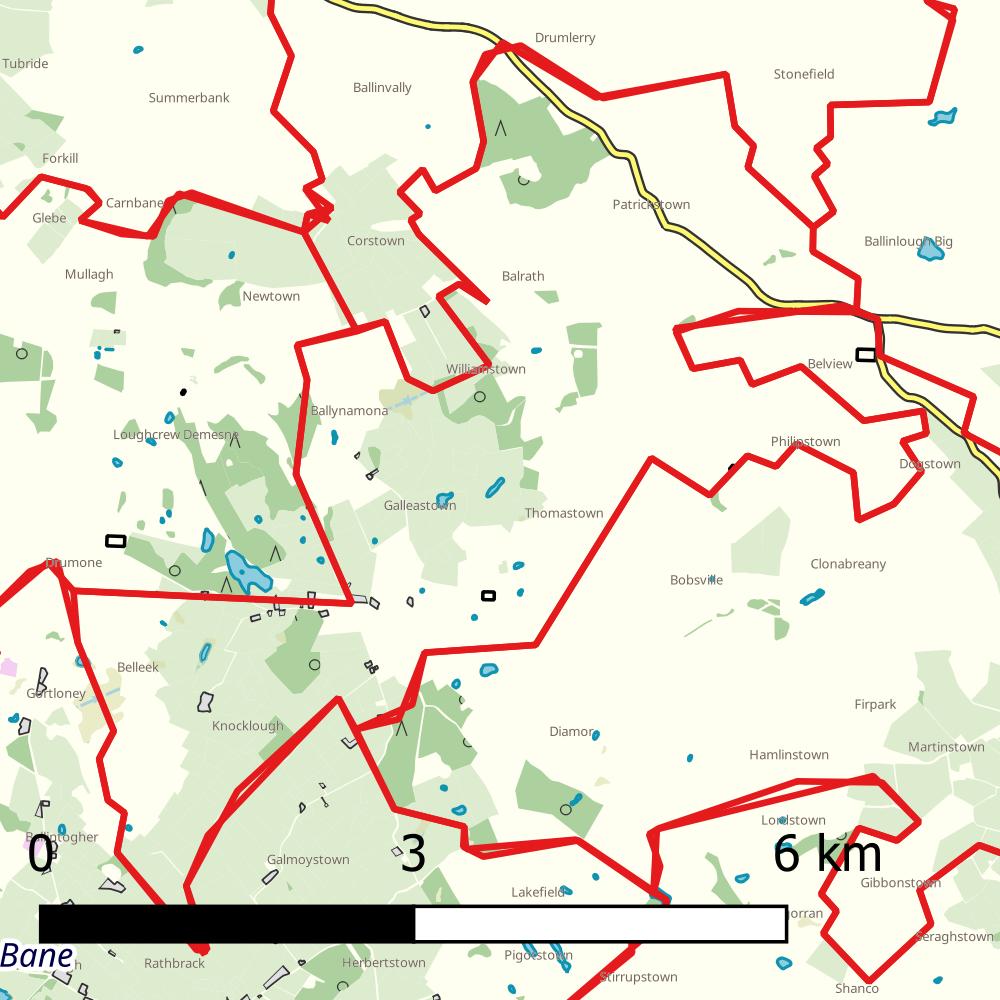 Drumlerry
Tubride
Stonefield
Ballinvally
Summerbank
Forkill
Carnbane
Glebe
Patrickstown
Corstown
Ballinlough Big
Mullagh
Balrath
Newtown
Belview
Williamstown
Ballynamona
Loughcrew Demesne
Philipstown
Dogstown
Galleastown
Thomastown
Drumone
Clonabreany
Bobsville
Belleek
Gortloney
Firpark
Knocklough
Diamor
Martinstown
Hamlinstown
Lordstown
Ballintogher
0
3
6 km
Galmoystown
Gibbonstown
Lakefield
Seraghstown
Bane
Rathbrack
Herbertstown
Pigotstown
Stirrupstown
Shanco